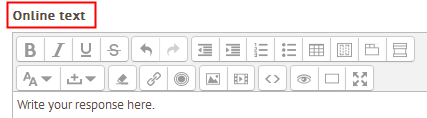 Online text
B I U S
A A
Write your response here.